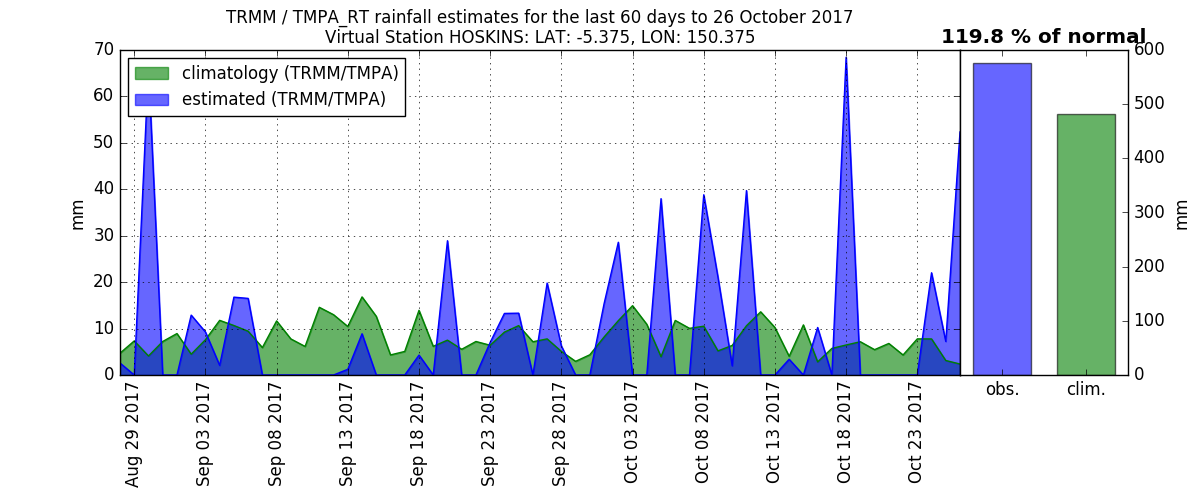 TRMM / TMPA_RT rainfall estimates for the last 60 days to 26 October 2017
Virtual Station HOSKINS: LAT: -5.375, LON: 150.375
119.8 % of normal
climatology (TRMM/TMPA)
estimated (TRMM/TMPA)
70
60
50
40
30
20
10
0
mm
Aug 29 2017
Sep 03 2017
Sep 08 2017
Sep 13 2017
Sep 18 2017
Sep 23 2017
Sep 28 2017
Oct 03 2017
Oct 08 2017
Oct 13 2017
Oct 18 2017
Oct 23 2017
600
500
400
300
200
100
0
mm
obs.
clim.